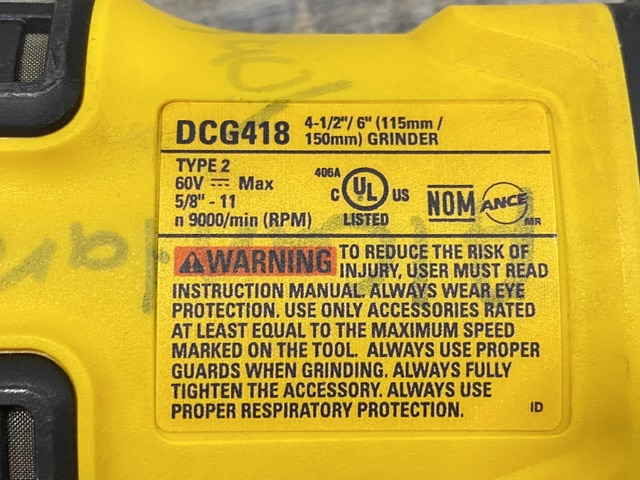 DCG418 4-1/2"/ 6" (115mm /
150mm) GRINDER
TYPE 2
60V ⎓ Max
5/8" - 11
n 9000/min (RPM)
406A
C UL US
LISTED
NOM ANCE
MR
⚠WARNING TO REDUCE THE RISK OF
INJURY, USER MUST READ
INSTRUCTION MANUAL. ALWAYS WEAR EYE
PROTECTION. USE ONLY ACCESSORIES RATED
AT LEAST EQUAL TO THE MAXIMUM SPEED
MARKED ON THE TOOL. ALWAYS USE PROPER
GUARDS WHEN GRINDING. ALWAYS FULLY
TIGHTEN THE ACCESSORY. ALWAYS USE
PROPER RESPIRATORY PROTECTION. ID